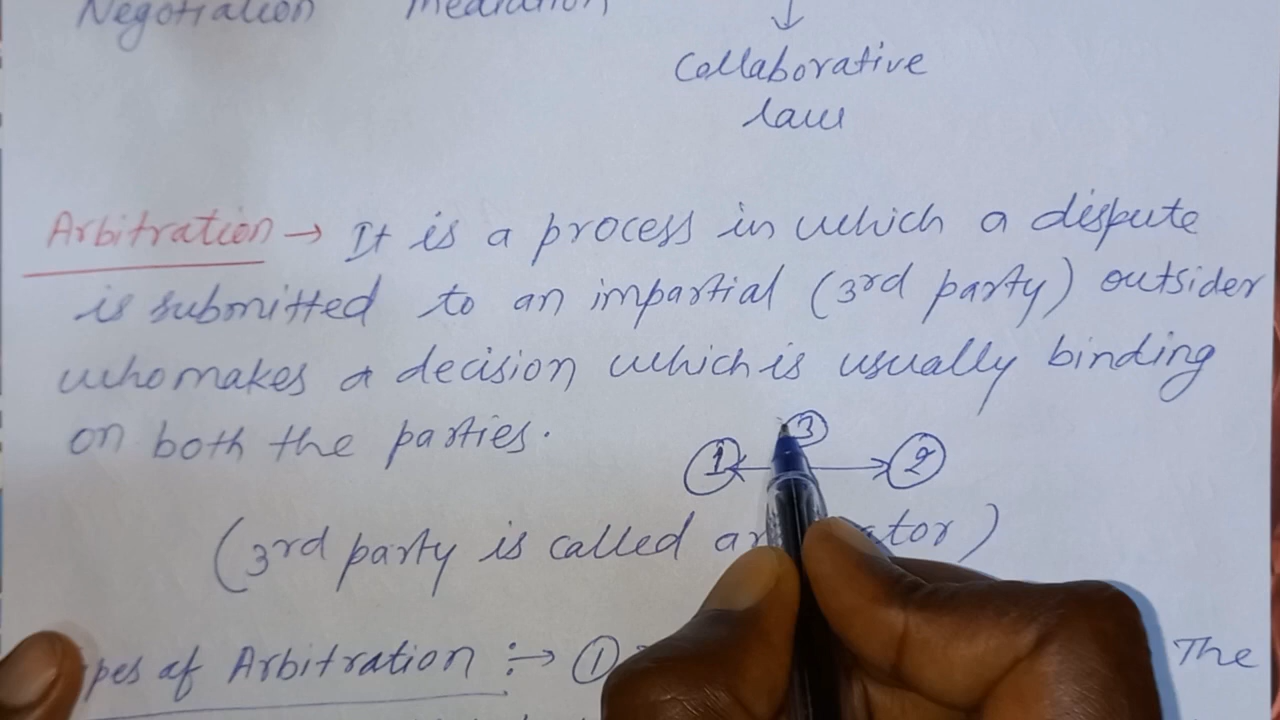 Negotiation Mediation
↓
Collaborative
law
Arbitration → It is a process in which a dispute
is submitted to an impartial (3rd party) outsider
who makes a decision which is usually binding
on both the parties.
3
1 2
(3rd party is called
pes of Arbitration :→ 1 The